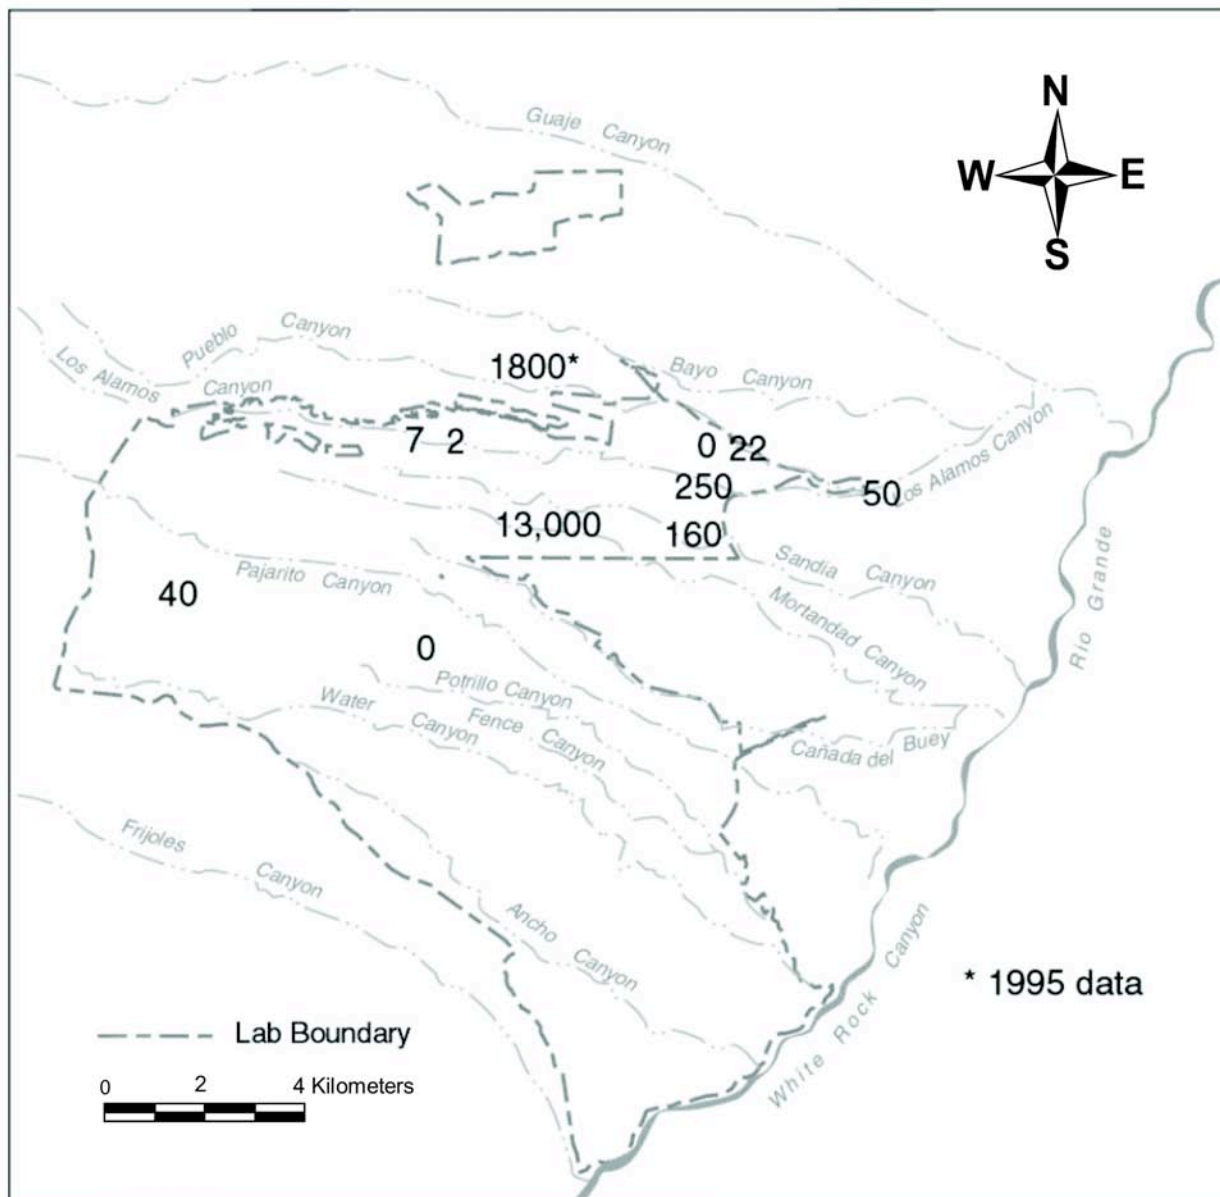 N
W E
S
Guaje Canyon
Pueblo Canyon
Los Alamos Canyon
1800*
Bayo Canyon
7 2
0 22
250
50
Los Alamos Canyon
13,000
160
Sandia Canyon
Pajarito Canyon
40
Mortandad Canyon
Rio Grande
0
Potrillo Canyon
Water Canyon
Fence Canyon
Cañada del Buey
Frijoles Canyon
Ancho Canyon
White Rock Canyon
* 1995 data
Lab Boundary
0 2 4 Kilometers